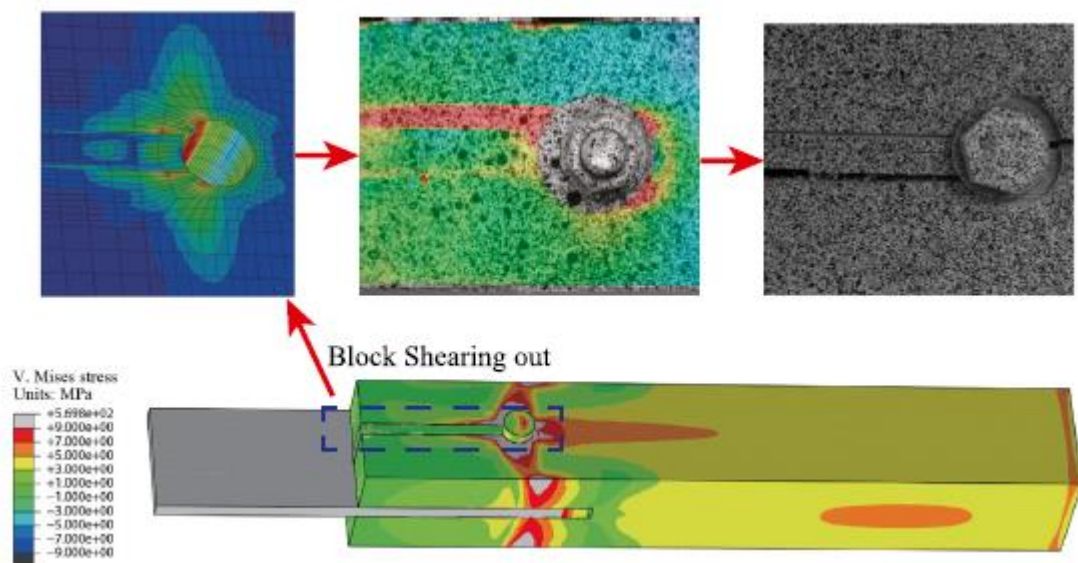 Block Shearing out
V. Mises stress
Units: MPa
+5.698e+02
+9.000e+00
+7.000e+00
+5.000e+00
+3.000e+00
+1.000e+00
−1.000e+00
−3.000e+00
−5.000e+00
−7.000e+00
−9.000e+00